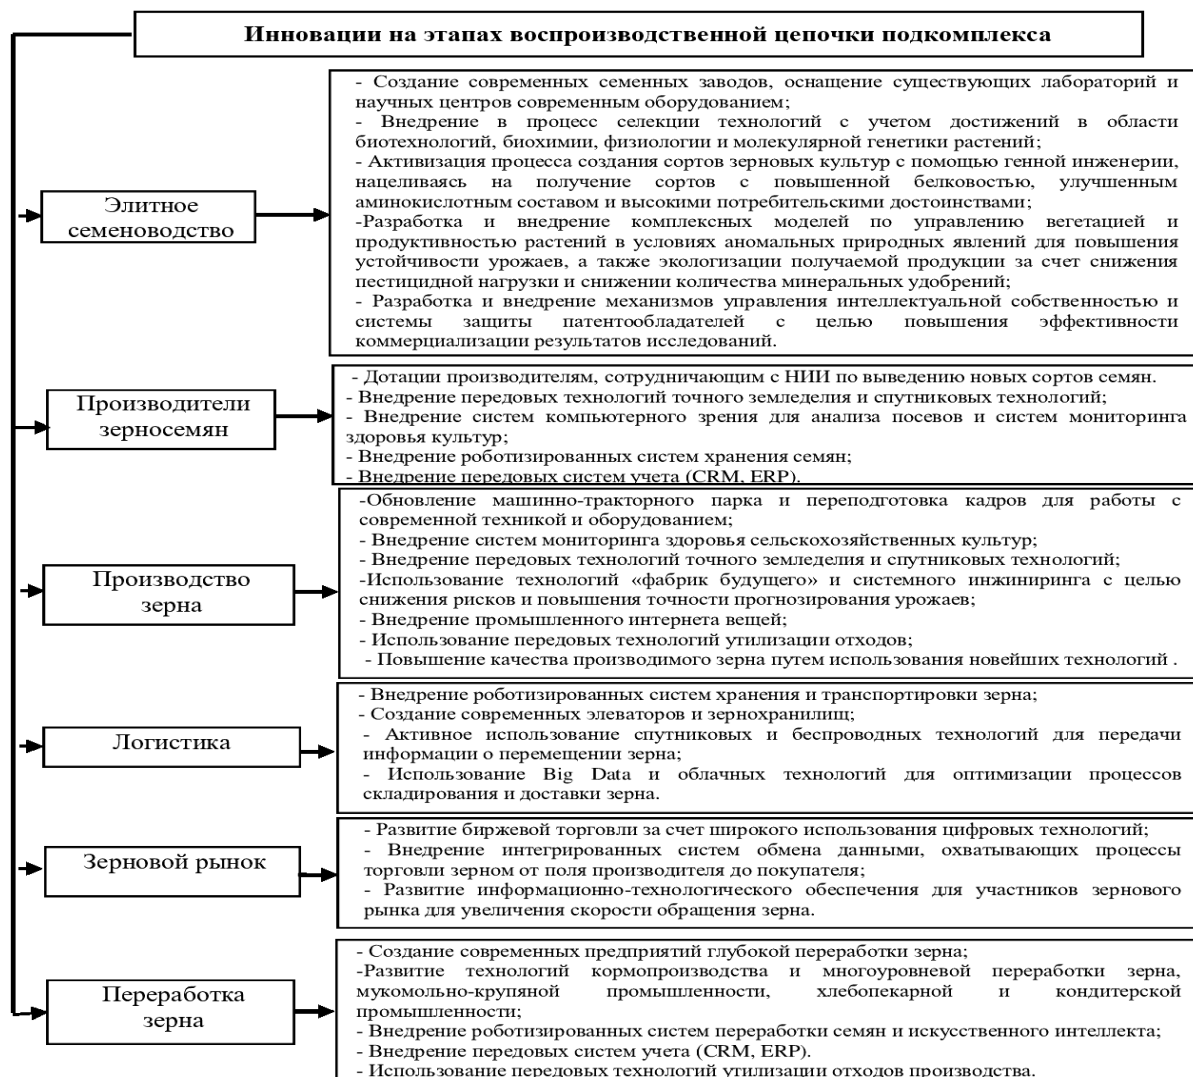 Инновации на этапах воспроизводственной цепочки подкомплекса
Элитное
семеноводство
- Создание современных семенных заводов, оснащение существующих лабораторий и
научных центров современным оборудованием;
- Внедрение в процесс селекции технологий с учетом достижений в области
биотехнологий, биохимии, физиологии и молекулярной генетики растений;
- Активизация процесса создания сортов зерновых культур с помощью генной инженерии,
нацеливаясь на получение сортов с повышенной белковостью, улучшенным
аминокислотным составом и высокими потребительскими достоинствами;
-Разработка и внедрение комплексных моделей по управлению вегетацией и
продуктивностью растений в условиях аномальных природных явлений для повышения
устойчивости урожаев, а также экологизации получаемой продукции за счет снижения
пестицидной нагрузки и снижении количества минеральных удобрений;
- Разработка и внедрение механизмов управления интеллектуальной собственностью и
системы защиты патентообладателей с целью повышения эффективности
коммерциализации результатов исследований.
Производители
зерносемян
- Дотации производителям, сотрудничающим с НИИ по выведению новых сортов семян.
- Внедрение передовых технологий точного земледелия и спутниковых технологий;
- Внедрение систем компьютерного зрения для анализа посевов и систем мониторинга
здоровья культур;
- Внедрение роботизированных систем хранения семян;
- Внедрение передовых систем учета (CRM, ERP).
Производство
зерна
-Обновление машинно-тракторного парка и переподготовка кадров для работы с
современной техникой и оборудованием;
- Внедрение систем мониторинга здоровья сельскохозяйственных культур;
- Внедрение передовых технологий точного земледелия и спутниковых технологий;
-Использование технологий «фабрик будущего» и системного инжиниринга с целью
снижения рисков и повышения точности прогнозирования урожаев;
- Внедрение промышленного интернета вещей;
- Использование передовых технологий утилизации отходов;
- Повышение качества производимого зерна путем использования новейших технологий .
Логистика
- Внедрение роботизированных систем хранения и транспортировки зерна;
- Создание современных элеваторов и зернохранилищ;
- Активное использование спутниковых и беспроводных технологий для передачи
информации о перемещении зерна;
- Использование Big Data и облачных технологий для оптимизации процессов
складирования и доставки зерна.
Зерновой рынок
- Развитие биржевой торговли за счет широкого использования цифровых технологий;
- Внедрение интегрированных систем обмена данными, охватывающих процессы
торговли зерном от поля производителя до покупателя;
- Развитие информационно-технологического обеспечения для участников зернового
рынка для увеличения скорости обращения зерна.
Переработка
зерна
- Создание современных предприятий глубокой переработки зерна;
-Развитие технологий кормопроизводства и многоуровневой переработки зерна,
мукомольно-крупяной промышленности, хлебопекарной и кондитерской
промышленности;
- Внедрение роботизированных систем переработки семян и искусственного интеллекта;
- Внедрение передовых систем учета (CRM, ERP).
- Использование передовых технологий утилизации отходов производства.